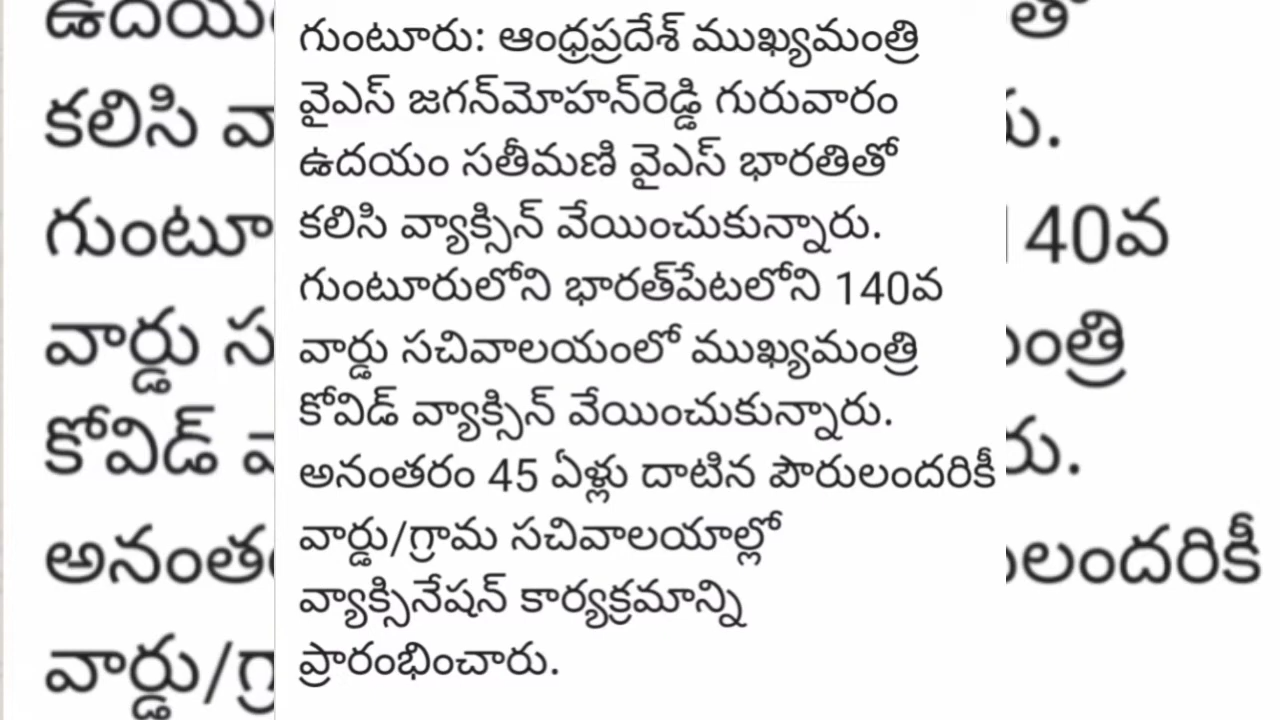 గుంటూరు: ఆంధ్రప్రదేశ్ ముఖ్యమంత్రి
వైఎస్ జగన్‌మోహన్‌రెడ్డి గురువారం
ఉదయం సతీమణి వైఎస్ భారతితో
కలిసి వ్యాక్సిన్ వేయించుకున్నారు.
గుంటూరులోని భారత్‌పేటలోని 140వ
వార్డు సచివాలయంలో ముఖ్యమంత్రి
కోవిడ్ వ్యాక్సిన్ వేయించుకున్నారు.
అనంతరం 45 ఏళ్లు దాటిన పౌరులందరికీ
వార్డు/గ్రామ సచివాలయాల్లో
వ్యాక్సినేషన్ కార్యక్రమాన్ని
ప్రారంభించారు.